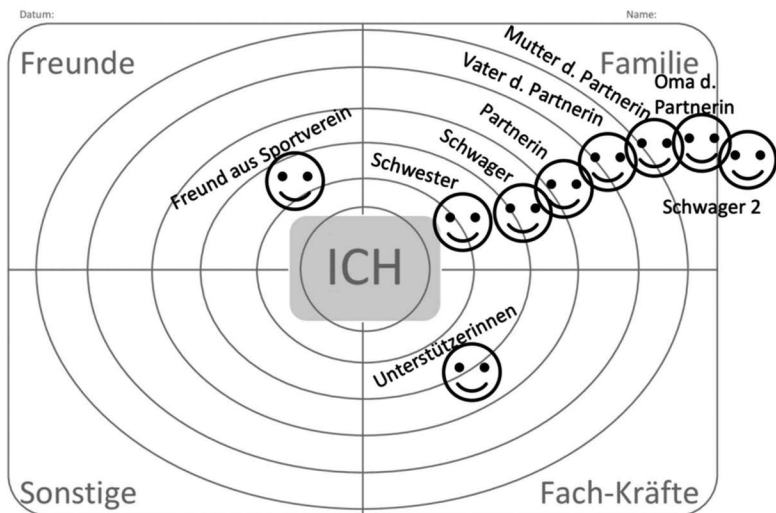 Datum:
Name:
Freunde
Familie
Mutter d. Partnerin
Vater d. Partnerin
Oma d.
Partnerin
Partnerin
Schwager
Schwester
Schwager 2
Freund aus Sportverein
ICH
Unterstützerinnen
Sonstige
Fach-Kräfte